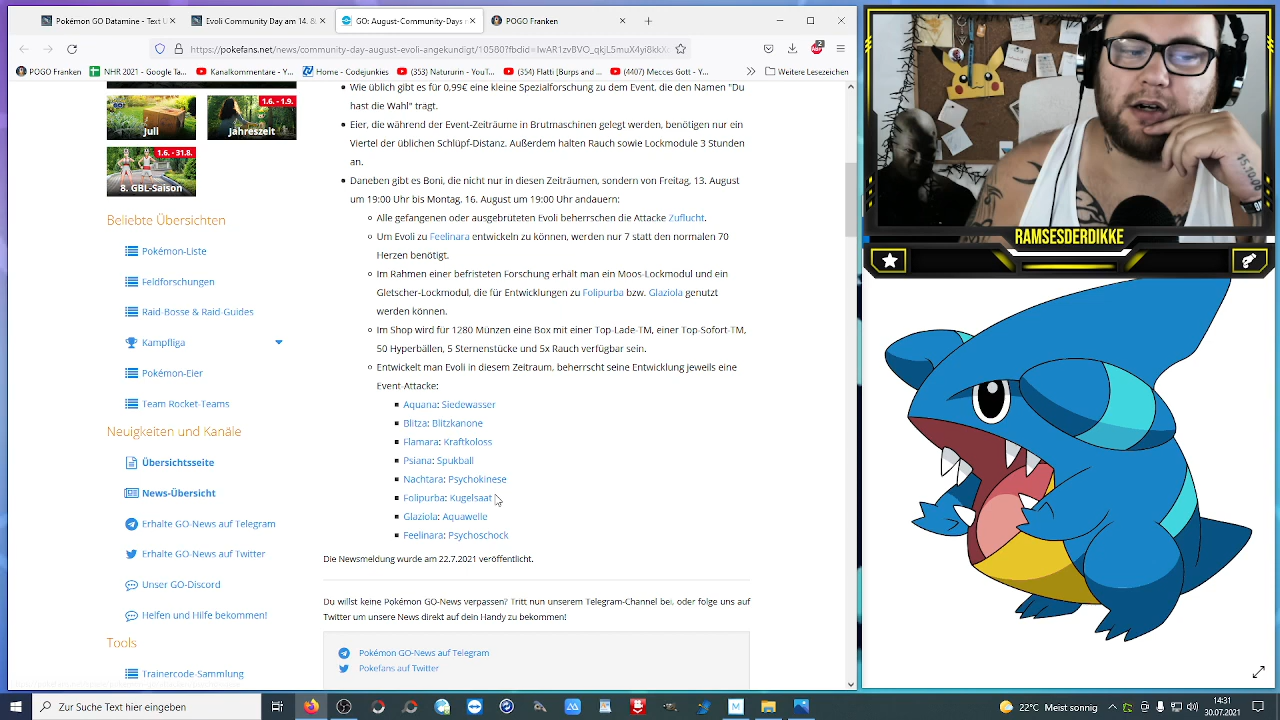 Pokémon U
Pokémon Go: 14. B
GO: August-Community-Days
POGO Franken
https://pokefans.net/news/community-day-august-evoli-angekundigt/10580
POGO Franken
NHR 2021 - Google Ta
Kanalkommentare - Y
Home - Codejunkies
(353) Naturunn - YouT
(354) Flatti [Burps and
(4407) Mecces Gott - Y
Weitere Lesezeichen
Juli
1.6. - 1.9.
Jahreszeit
1.6. - 31.8.
8. GBL-Saison
Beliebte Übersichten
Pokémon-Liste
Feldforschungen
Raid-Bosse & Raid-Guides
Kampfliga
Pokémon-Eier
Team Rocket-Teams
Neuigkeiten und Kanäle
Übersichtsseite
News-Übersicht
Erhalte GO-News auf Telegram
Erhalte GO-News auf Twitter
Unser GO-Discord
Helfen und Hilfe bekommen!
Tools
Trainercode-Sammlung
Wie üblich gibt es für 0,99€ eine kleine Spezialforschung zu dem Event, die den Namen "Du
hast die Wahl" trägt.
Eier, die während der Event-Zeiträume in Brutmaschinen gelegt werden, benötigen nur ein
Viertel der üblichen Schlüpf-Distanz. Außerdem halten Rauch sowie Lockmodule 3 Stunden
an.
Daneben gibt es Boni, die nicht nur in diesen Zeiträumen, sondern von Freitag, 13. August
um 19:00 Uhr bis Montag, 16. August um 19:00 Uhr andauern:
Alle gefangenen oder ausgebrüteten Evoli beherrschen die Attacke Zuflucht.
Um Evoli zu Feelinara entwickeln zu können, werden nur 7 statt den normalen 70
Herzen benötigt.
Im Rahmen einer befristeten Forschung erhält man ein Moos-Lockmodul und ein
Gletscher-Lockmodul, die für Entwicklungen zu Folipurba bzw. Glaziola genutzt
werden können.
Im Shop wird für 1280 Münzen eine Box mit einer Top-Lade-TM, einer Top-Sofort-TM,
50 Hyperbällen, 5 Sternenstücke und 5x Rauch verfügbar sein.
Entwickelt man Evoli in diesem Zeitraum, beherrscht seine Entwicklung jeweils eine
Event-Attacke:
Aquana: Siedewasser
Blitza: Blitzkanone
Flamara: Kraftkoloss
Psiana: Spukball
Nachtara: Psychokinese
Folipurba: Kugelsaat
Glaziola: Aquawelle
Feelinara: Psychoschock
Die Newsmeldung wurde am 22.7.2021 veröffentlicht.
Du willst keine Pokémon GO-News verpassen? Tritt nun unserem Telegram-Channel bei oder folge uns auf
Twitter um unsere News direkt auf dein Handy zu bekommen!
Pokémon GO-News auf Telegram
Pokefans auf Twitter
RAMSESDERDIKKE
Zur Suche Text hier eingeben
22°C Meist sonnig
14:31
30.07.2021